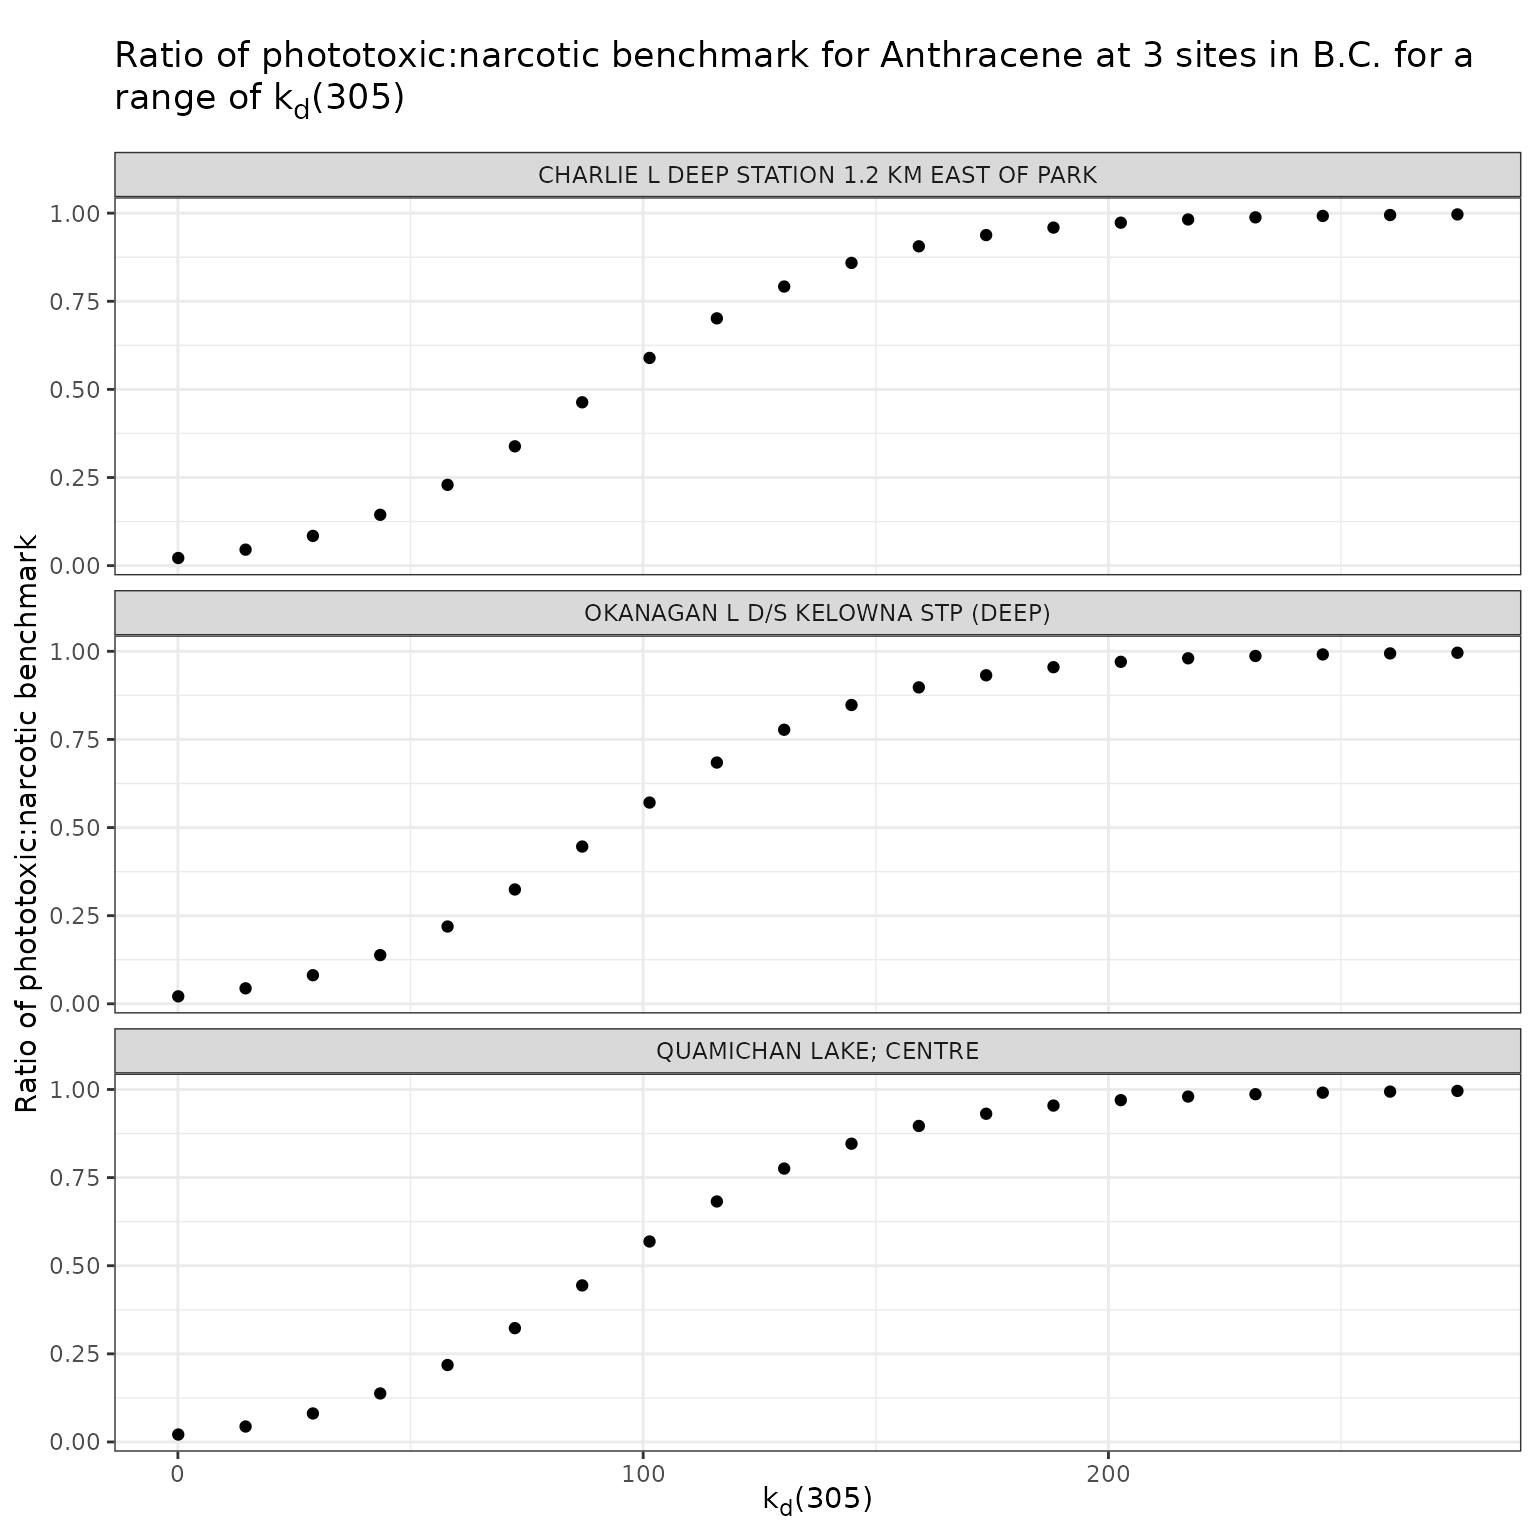 Ratio of phototoxic:narcotic benchmark for Anthracene at 3 sites in B.C. for a
range of kd(305)
CHARLIE L DEEP STATION 1.2 KM EAST OF PARK
1.00
0.75
0.50
0.25
0.00
OKANAGAN L D/S KELOWNA STP (DEEP)
1.00
0.75
0.50
0.25
0.00
QUAMICHAN LAKE; CENTRE
1.00
0.75
0.50
0.25
0.00
Ratio of phototoxic:narcotic benchmark
0 100 200
kd(305)